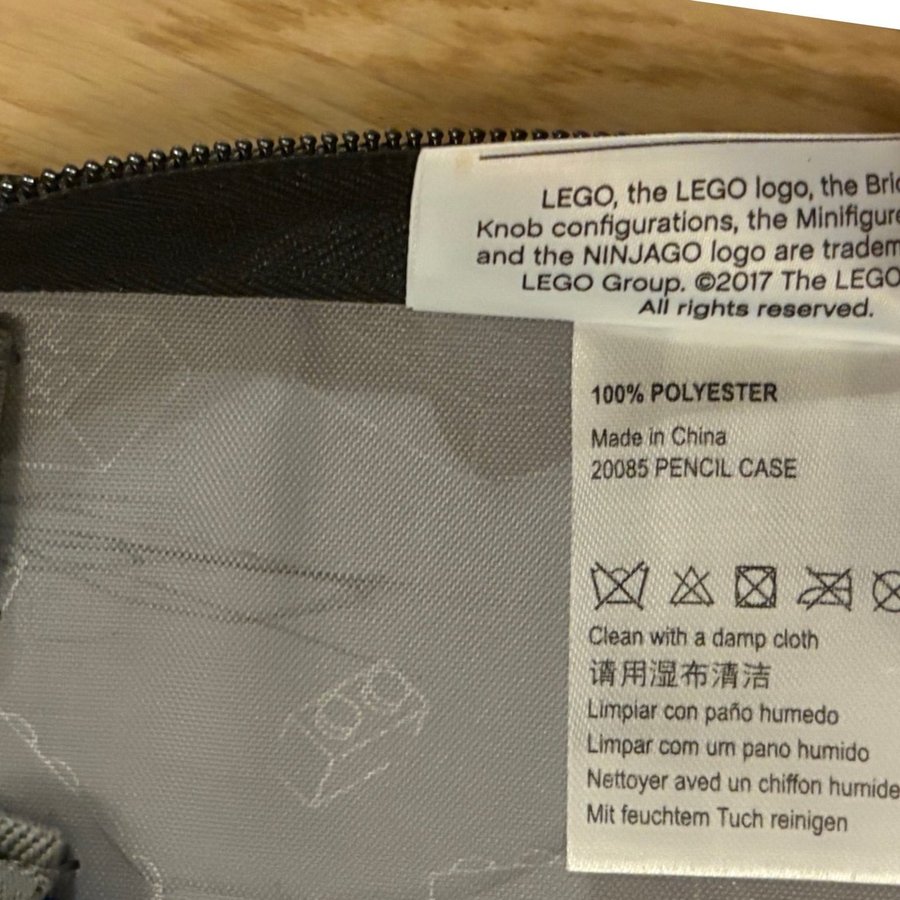 LEGO, the LEGO logo, the
Knob configurations, the Minifigure
and the NINJAGO logo are
LEGO Group. ©2017 The LEGO
All rights reserved.
100% POLYESTER
Made in China
20085 PENCIL CASE
Clean with a damp cloth
请用湿布清洁
Limpiar con paño humedo
Limpar com um pano humido
Nettoyer aved un chiffon humide
Mit feuchtem Tuch reinigen